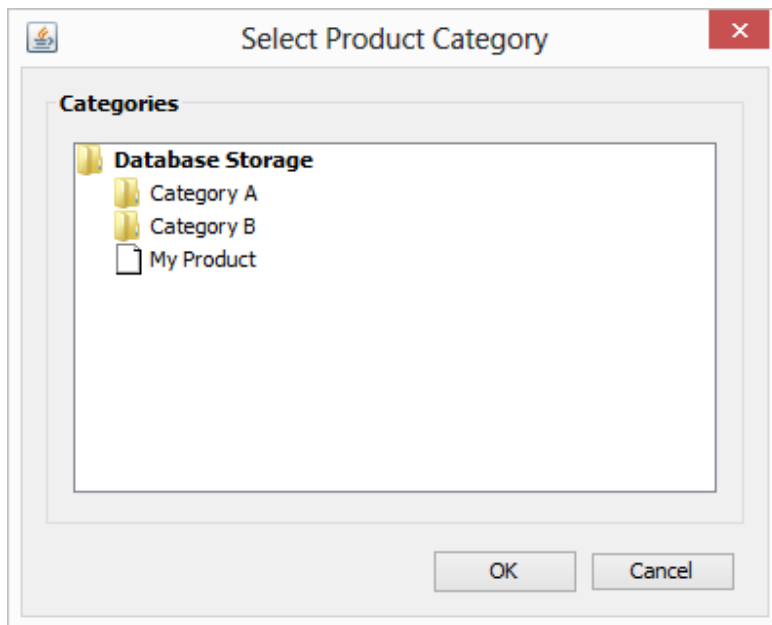 Select Product Category
Categories
Database Storage
Category A
Category B
My Product
OK
Cancel